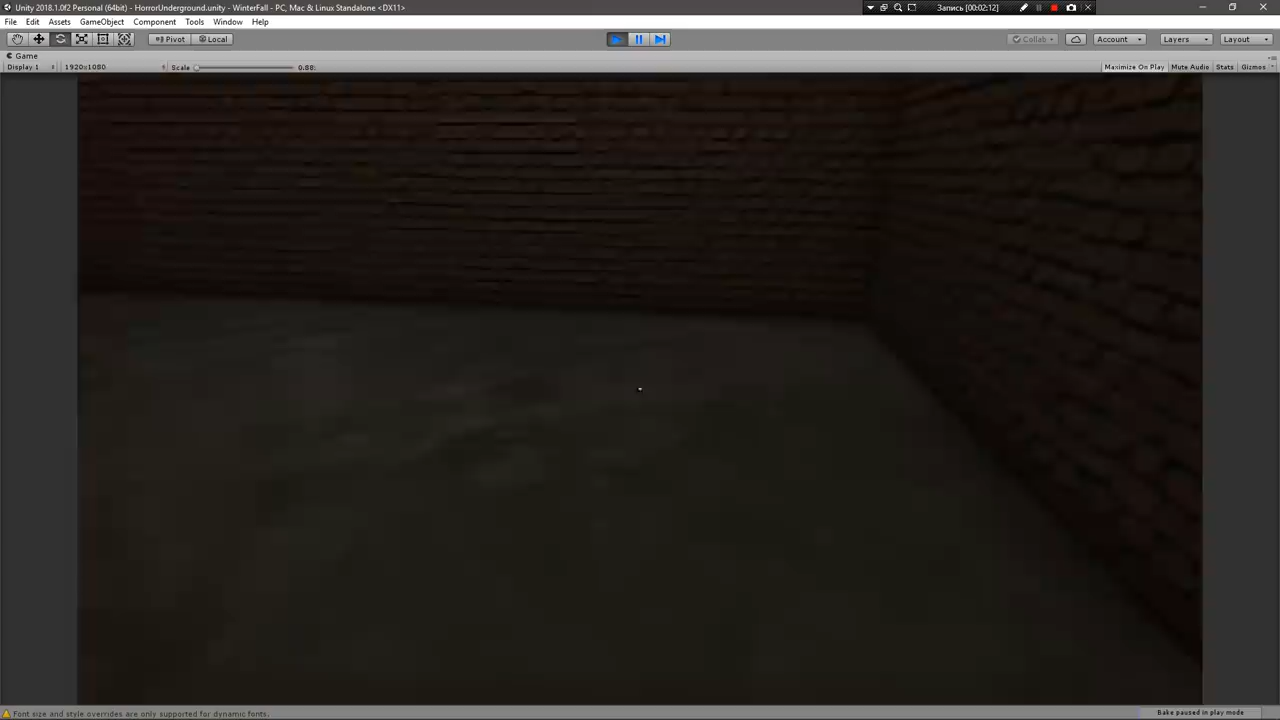 Unity 2018.1.0f2 Personal (64bit) - HorrorUnderground.unity - WinterFall - PC, Mac & Linux Standalone <DX11>
Запись (00:02:12)
File Edit Assets GameObject Component Tools Window Help
Pivot Local Collab Account Layers Layout
Game
Display 1 1920x1080 Scale 0.88: Maximize On Play Mute Audio Stats Gizmos
Font size and style overrides are only supported for dynamic fonts.
Bake paused in play mode